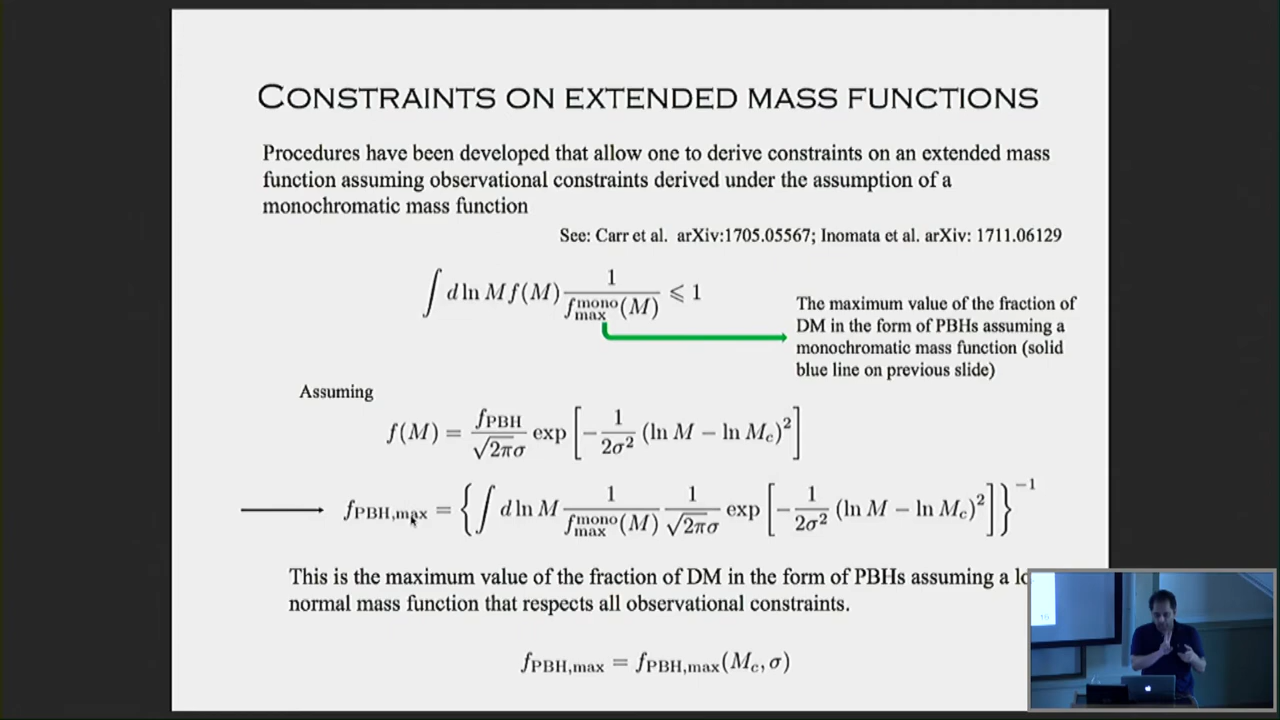 CONSTRAINTS ON EXTENDED MASS FUNCTIONS
Procedures have been developed that allow one to derive constraints on an extended mass
function assuming observational constraints derived under the assumption of a
monochromatic mass function
See: Carr et al. arXiv:1705.05567; Inomata et al. arXiv: 1711.06129
∫ d ln M f(M) 1/f_max^mono(M) ⩽ 1
The maximum value of the fraction of
DM in the form of PBHs assuming a
monochromatic mass function (solid
blue line on previous slide)
Assuming
f(M) = f_PBH/(√2π σ) exp[−1/(2σ²) (ln M − ln M_c)²]
f_PBH,max = {∫ d ln M 1/f_max^mono(M) 1/(√2π σ) exp[−1/(2σ²) (ln M − ln M_c)²]}^−1
This is the maximum value of the fraction of DM in the form of PBHs assuming a
normal mass function that respects all observational constraints.
f_PBH,max = f_PBH,max(M_c, σ)